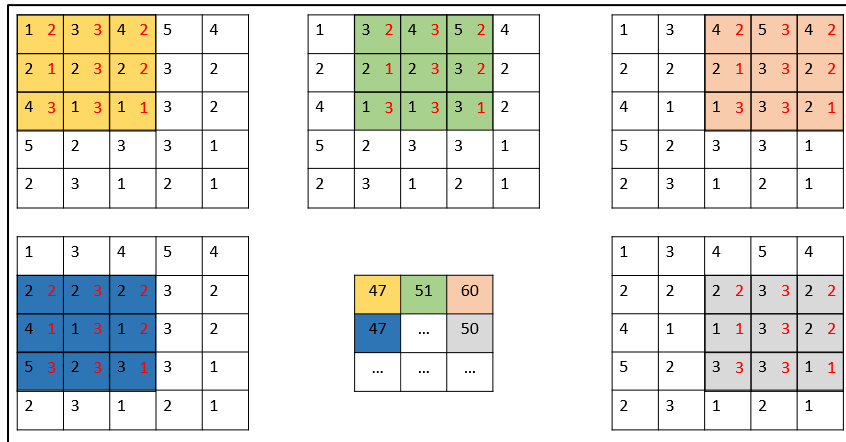 1 2 3 3 4 2 5 4
2 1 2 3 2 2 3 2
4 3 1 3 1 1 3 2
5 2 3 3 1
2 3 1 2 1
1 3 2 4 3 5 2 4
2 2 1 2 3 3 2 2
4 1 3 1 3 3 1 2
5 2 3 3 1
2 3 1 2 1
1 3 4 2 5 3 4 2
2 2 2 1 3 3 2 2
4 1 1 3 3 3 2 1
5 2 3 3 1
2 3 1 2 1
1 3 4 5 4
2 2 2 3 2 2 3 2
4 1 1 3 1 2 3 2
5 3 2 3 3 1 3 1
2 3 1 2 1
47 51 60
47 ... 50
... ... ...
1 3 4 5 4
2 2 2 2 3 3 2 2
4 1 1 1 3 3 2 2
5 2 3 3 3 3 1 1
2 3 1 2 1